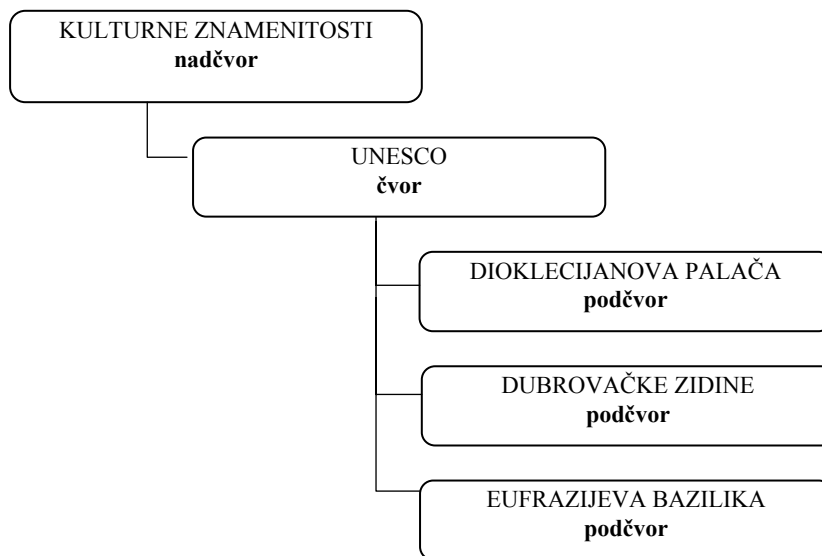 KULTURNE ZNAMENITOSTI
nadčvor
UNESCO
čvor
DIOKLECIJANOVA PALAČA
podčvor
DUBROVAČKE ZIDINE
podčvor
EUFRAZIJEVA BAZILIKA
podčvor